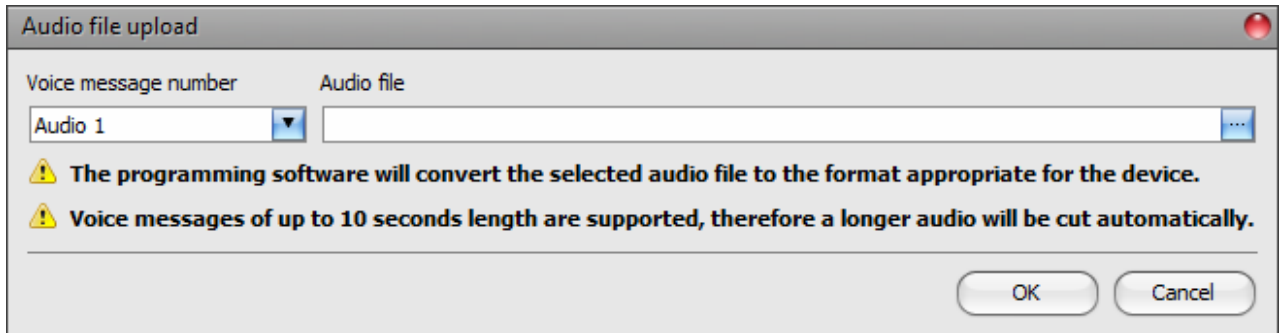 Audio file upload
Voice message number Audio file
Audio 1 ...
The programming software will convert the selected audio file to the format appropriate for the device.
Voice messages of up to 10 seconds length are supported, therefore a longer audio will be cut automatically.
OK Cancel